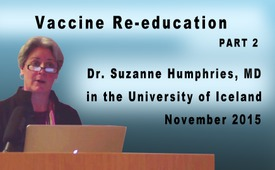 Vaccine Re-education
PART 2
Dr. Suzanne Humphries, MD
in the University of Iceland
November 2015